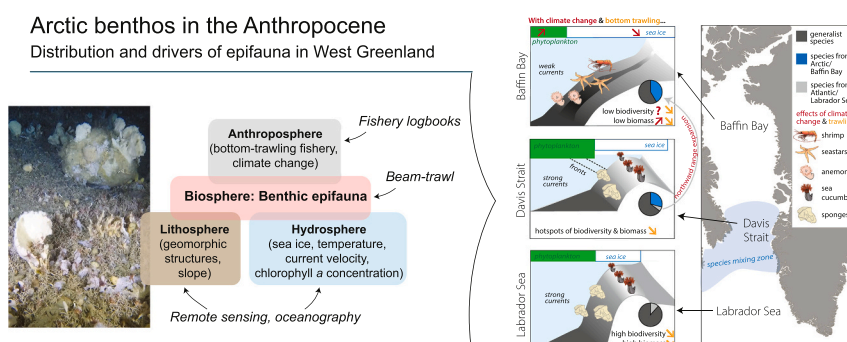 Arctic benthos in the Anthropocene
Distribution and drivers of epifauna in West Greenland
Anthroposphere
(bottom-trawling fishery,
climate change)
Fishery logbooks
Biosphere: Benthic epifauna
Beam-trawl
Lithosphere
(geomorphic
structures,
slope)
Hydrosphere
(sea ice, temperature,
current velocity,
chlorophyll a concentration)
Remote sensing, oceanography
With climate change & bottom trawling...
Baffin Bay
phytoplankton
sea ice
weak
currents
low biodiversity ?
low biomass
Davis Strait
phytoplankton
sea ice
fronts
strong
currents
hotspots of biodiversity & biomass
northward range expansion
Labrador Sea
phytoplankton
sea ice
strong
currents
high biodiversity
Baffin Bay
Davis
Strait
species mixing zone
Labrador Sea
generalist
species
species from
Arctic/
Baffin Bay
species from
Atlantic/
Labrador Se
effects of climat
change & trawli
shrimp
seastars
anemon
sea
cucumb
sponges